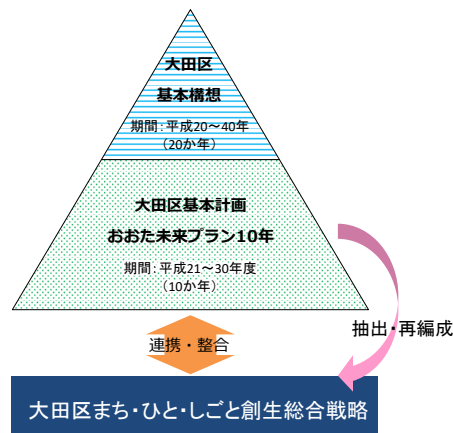 大田区
基本構想
期間：平成20～40年
（20か年）
大田区基本計画
おおた未来プラン10年
期間：平成21～30年度
（10か年）
連携・整合
抽出・再編成
大田区まち・ひと・しごと創生総合戦略